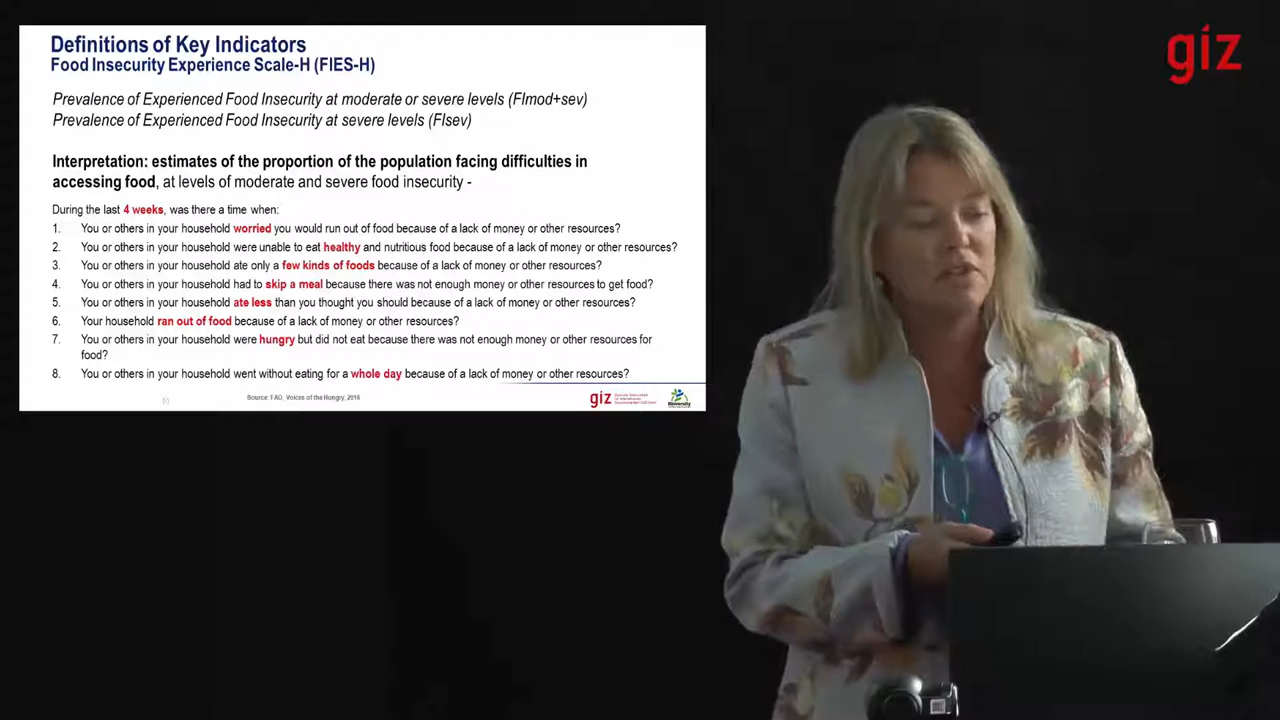 giz
Definitions of Key Indicators
Food Insecurity Experience Scale-H (FIES-H)
Prevalence of Experienced Food Insecurity at moderate or severe levels (FImod+sev)
Prevalence of Experienced Food Insecurity at severe levels (FIsev)
Interpretation: estimates of the proportion of the population facing difficulties in
accessing food, at levels of moderate and severe food insecurity -
During the last 4 weeks, was there a time when:
1. You or others in your household worried you would run out of food because of a lack of money or other resources?
2. You or others in your household were unable to eat healthy and nutritious food because of a lack of money or other resources?
3. You or others in your household ate only a few kinds of foods because of a lack of money or other resources?
4. You or others in your household had to skip a meal because there was not enough money or other resources to get food?
5. You or others in your household ate less than you thought you should because of a lack of money or other resources?
6. Your household ran out of food because of a lack of money or other resources?
7. You or others in your household were hungry but did not eat because there was not enough money or other resources for
food?
8. You or others in your household went without eating for a whole day because of a lack of money or other resources?
Source: FAO, Voices of the Hungry, 2016
giz
Bioversity